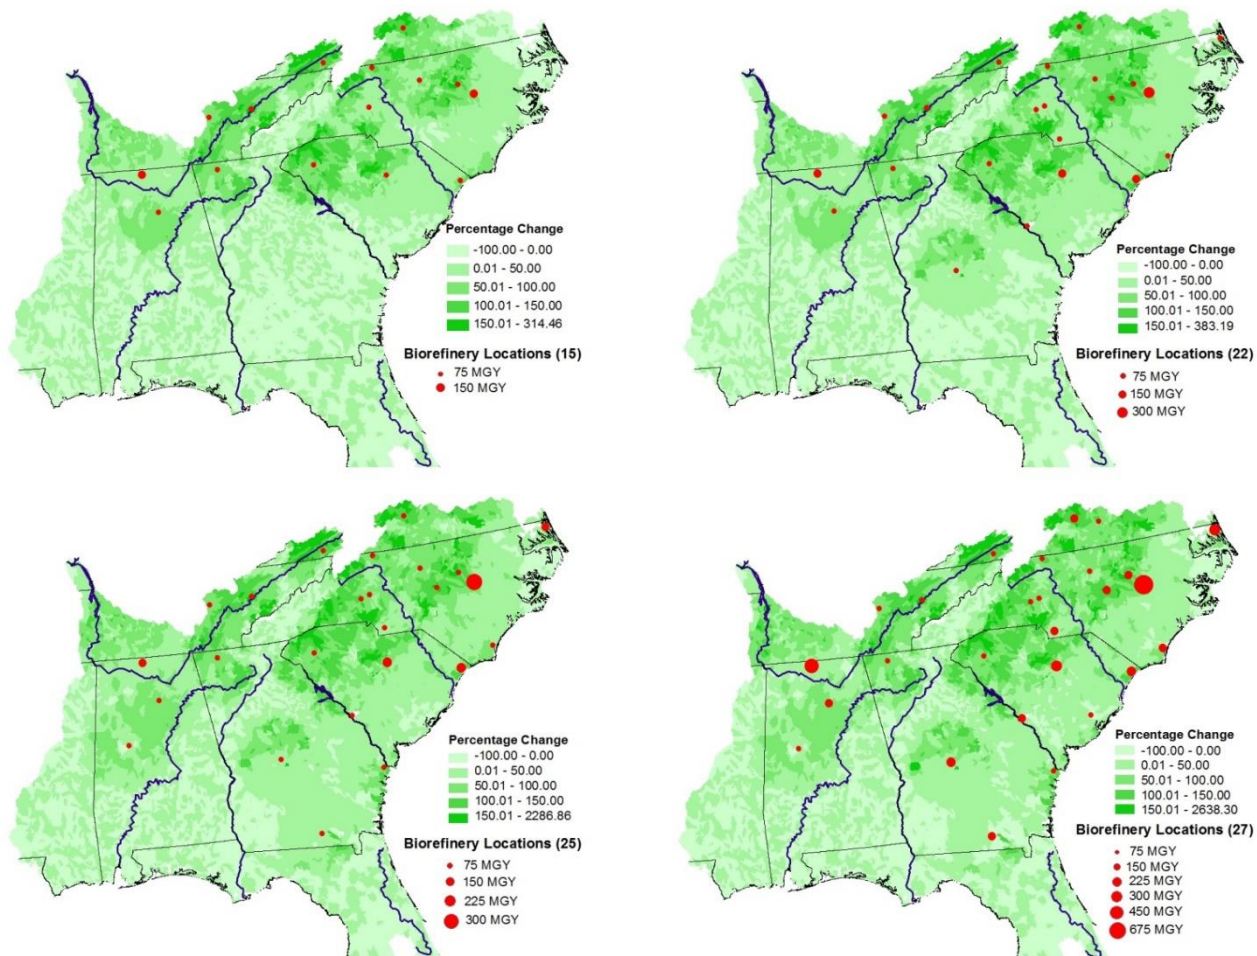 Percentage Change
-100.00 - 0.00
0.01 - 50.00
50.01 - 100.00
100.01 - 150.00
150.01 - 314.46
Biorefinery Locations (15)
75 MGY
150 MGY
Percentage Change
-100.00 - 0.00
0.01 - 50.00
50.01 - 100.00
100.01 - 150.00
150.01 - 383.19
Biorefinery Locations (22)
75 MGY
150 MGY
300 MGY
Percentage Change
-100.00 - 0.00
0.01 - 50.00
50.01 - 100.00
100.01 - 150.00
150.01 - 2286.86
Biorefinery Locations (25)
75 MGY
150 MGY
225 MGY
300 MGY
Percentage Change
-100.00 - 0.00
0.01 - 50.00
50.01 - 100.00
100.01 - 150.00
150.01 - 2638.30
Biorefinery Locations (27)
75 MGY
150 MGY
225 MGY
300 MGY
450 MGY
675 MGY